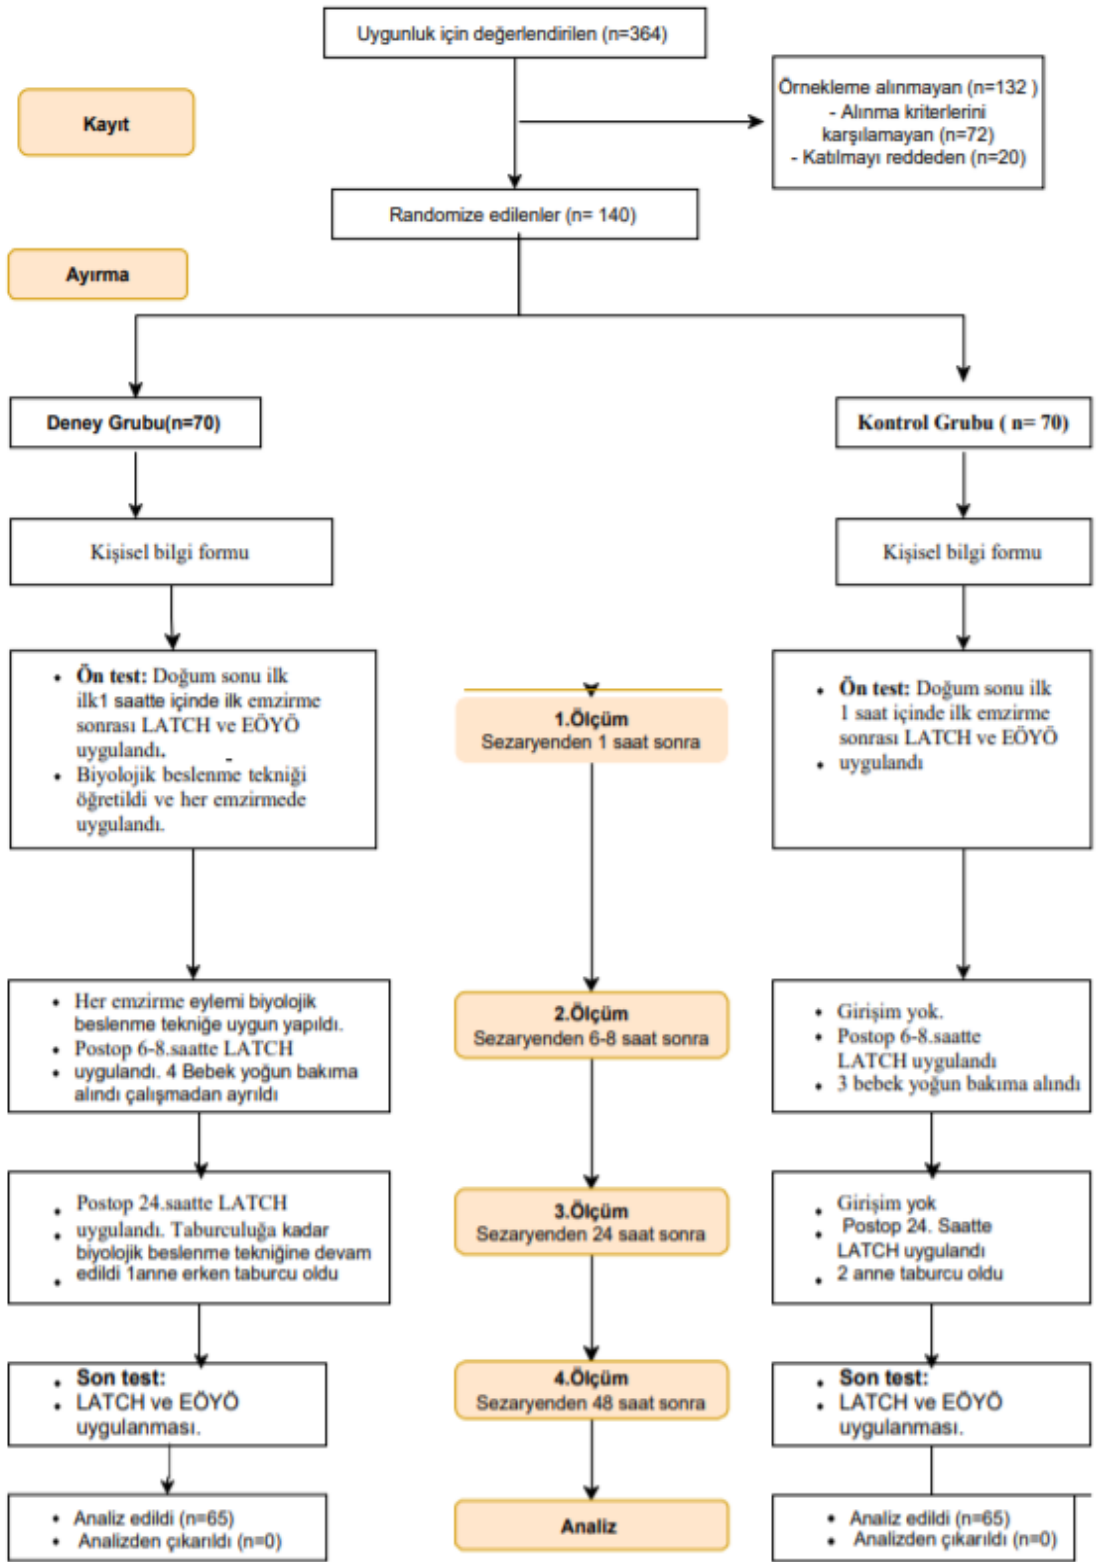 Uygunluk için değerlendirilen (n=364)
Örnekleme alınmayan (n=132 )
- Alınma kriterlerini
karşılamayan (n=72)
- Katılmayı reddeden (n=20)
Kayıt
Randomize edilenler (n= 140)
Ayırma
Deney Grubu(n=70)
Kontrol Grubu ( n= 70)
Kişisel bilgi formu
Kişisel bilgi formu
• Ön test: Doğum sonu ilk
ilk1 saatte içinde ilk emzirme
sonrası LATCH ve EÖYÖ
uygulandı.
• Biyolojik beslenme tekniği
öğretildi ve her emzirmede
uygulandı.
1.Ölçüm
Sezaryenden 1 saat sonra
• Ön test: Doğum sonu ilk
1 saat içinde ilk emzirme
sonrası LATCH ve EÖYÖ
• uygulandı
• Her emzirme eylemi biyolojik
beslenme tekniğe uygun yapıldı.
• Postop 6-8.saatte LATCH
• uygulandı. 4 Bebek yoğun bakıma
alındı çalışmadan ayrıldı
2.Ölçüm
Sezaryenden 6-8 saat sonra
• Girişim yok.
• Postop 6-8.saatte
LATCH uygulandı
• 3 bebek yoğun bakıma alındı
• Postop 24.saatte LATCH
• uygulandı. Taburculuğa kadar
biyolojik beslenme tekniğine devam
• edildi 1anne erken taburcu oldu
3.Ölçüm
Sezaryenden 24 saat sonra
• Girişim yok
• Postop 24. Saatte
LATCH uygulandı
• 2 anne taburcu oldu
• Son test:
• LATCH ve EÖYÖ
uygulanması.
4.Ölçüm
Sezaryenden 48 saat sonra
• Son test:
• LATCH ve EÖYÖ
uygulanması.
• Analiz edildi (n=65)
• Analizden çıkarıldı (n=0)
Analiz
• Analiz edildi (n=65)
• Analizden çıkarıldı (n=0)